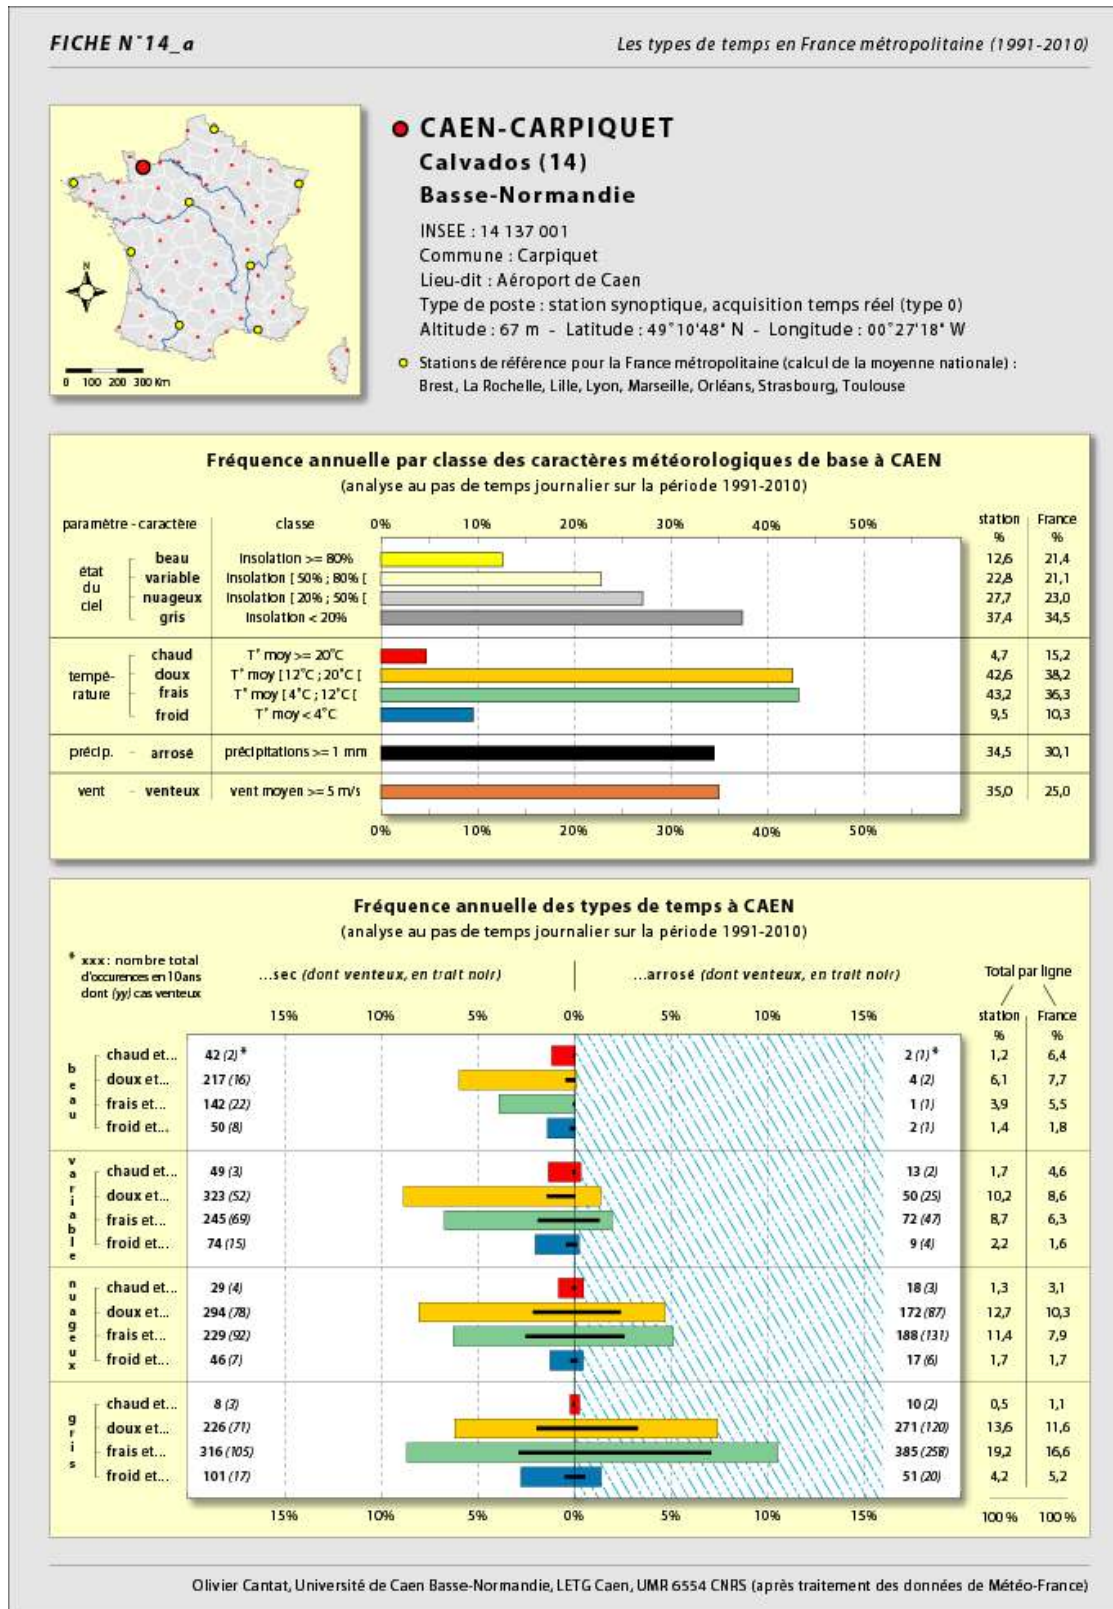 FICHE N°14_a
Les types de temps en France métropolitaine (1991-2010)
N
0 100 200 300 Km
CAEN-CARPIQUET
Calvados (14)
Basse-Normandie
INSEE : 14 137 001
Commune : Carpiquet
Lieu-dit : Aéroport de Caen
Type de poste : station synoptique, acquisition temps réel (type 0)
Altitude : 67 m - Latitude : 49°10'48" N - Longitude : 00°27'18" W
Stations de référence pour la France métropolitaine (calcul de la moyenne nationale) :
Brest, La Rochelle, Lille, Lyon, Marseille, Orléans, Strasbourg, Toulouse
Fréquence annuelle par classe des caractères météorologiques de base à CAEN
(analyse au pas de temps journalier sur la période 1991-2010)
paramètre - caractère classe 0% 10% 20% 30% 40% 50% station France
% %
état du ciel
beau Insolation >= 80% 12,6 21,4
variable Insolation [ 50% ; 80% [ 22,8 21,1
nuageux Insolation [ 20% ; 50% [ 27,7 23,0
gris Insolation < 20% 37,4 34,5
tempé-
rature
chaud T° moy >= 20°C 4,7 15,2
doux T° moy [ 12°C ; 20°C [ 42,6 38,2
frais T° moy [ 4°C ; 12°C [ 43,2 36,3
froid T° moy < 4°C 9,5 10,3
précip. - arrosé précipitations >= 1 mm 34,5 30,1
vent - venteux vent moyen >= 5 m/s 35,0 25,0
0% 10% 20% 30% 40% 50%
Fréquence annuelle des types de temps à CAEN
(analyse au pas de temps journalier sur la période 1991-2010)
* xxx : nombre total
d'occurences en 10ans
dont (yy) cas venteux
...sec (dont venteux, en trait noir)
...arrosé (dont venteux, en trait noir)
Total par ligne
15% 10% 5% 0% 5% 10% 15% station France
% %
beau
chaud et... 42 (2)* 2 (1)* 1,2 6,4
doux et... 217 (16) 4 (2) 6,1 7,7
frais et... 142 (22) 1 (1) 3,9 5,5
froid et... 50 (8) 2 (1) 1,4 1,8
variable
chaud et... 49 (3) 13 (2) 1,7 4,6
doux et... 323 (52) 50 (25) 10,2 8,6
frais et... 245 (69) 72 (47) 8,7 6,3
froid et... 74 (15) 9 (4) 2,2 1,6
nuageux
chaud et... 29 (4) 18 (3) 1,3 3,1
doux et... 294 (78) 172 (87) 12,7 10,3
frais et... 229 (92) 188 (131) 11,4 7,9
froid et... 46 (7) 17 (6) 1,7 1,7
gris
chaud et... 8 (3) 10 (2) 0,5 1,1
doux et... 226 (71) 271 (120) 13,6 11,6
frais et... 316 (105) 385 (258) 19,2 16,6
froid et... 101 (17) 51 (20) 4,2 5,2
15% 10% 5% 0% 5% 10% 15% 100 % 100 %
Olivier Cantat, Université de Caen Basse-Normandie, LETG Caen, UMR 6554 CNRS (après traitement des données de Météo-France)